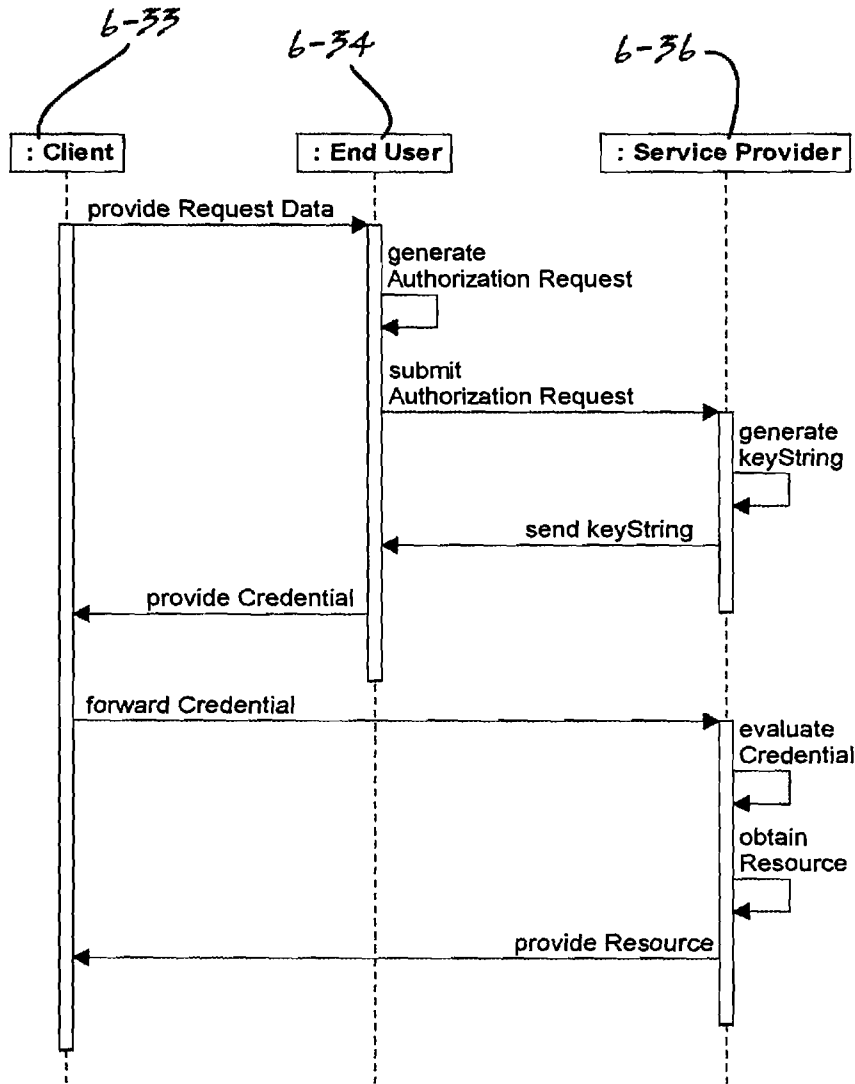 6-33
6-34
6-36
: Client
: End User
: Service Provider
provide Request Data
generate
Authorization Request
submit
Authorization Request
generate
keyString
send keyString
provide Credential
forward Credential
evaluate
Credential
obtain
Resource
provide Resource